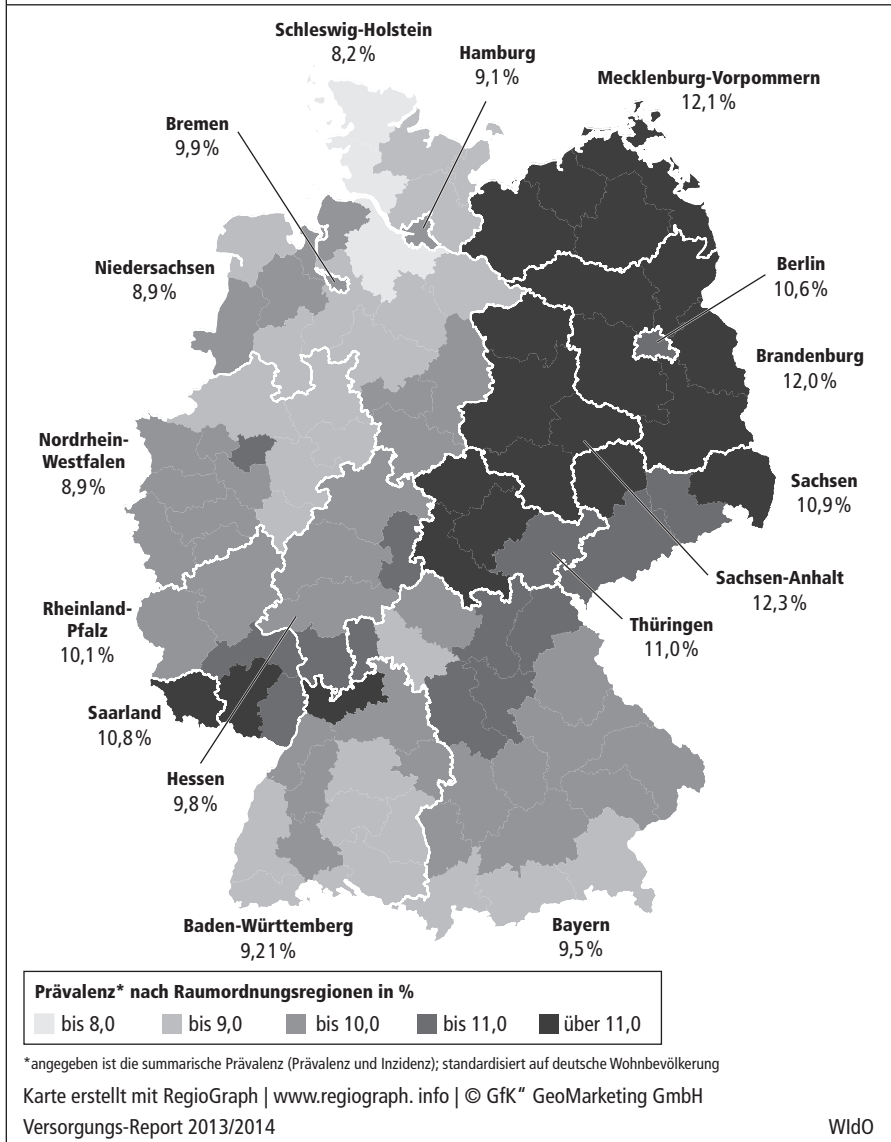 Schleswig-Holstein
8,2 %
Hamburg
9,1 %
Mecklenburg-Vorpommern
12,1 %
Bremen
9,9 %
Niedersachsen
8,9 %
Berlin
10,6 %
Brandenburg
12,0 %
Nordrhein-
Westfalen
8,9 %
Sachsen
10,9 %
Sachsen-Anhalt
12,3 %
Rheinland-
Pfalz
10,1 %
Thüringen
11,0 %
Saarland
10,8 %
Hessen
9,8 %
Baden-Württemberg
9,21 %
Bayern
9,5 %
Prävalenz* nach Raumordnungsregionen in %
bis 8,0 bis 9,0 bis 10,0 bis 11,0 über 11,0
*angegeben ist die summarische Prävalenz (Prävalenz und Inzidenz); standardisiert auf deutsche Wohnbevölkerung
Karte erstellt mit RegioGraph | www.regiograph. info | © GfK“ GeoMarketing GmbH
Versorgungs-Report 2013/2014 WIdO